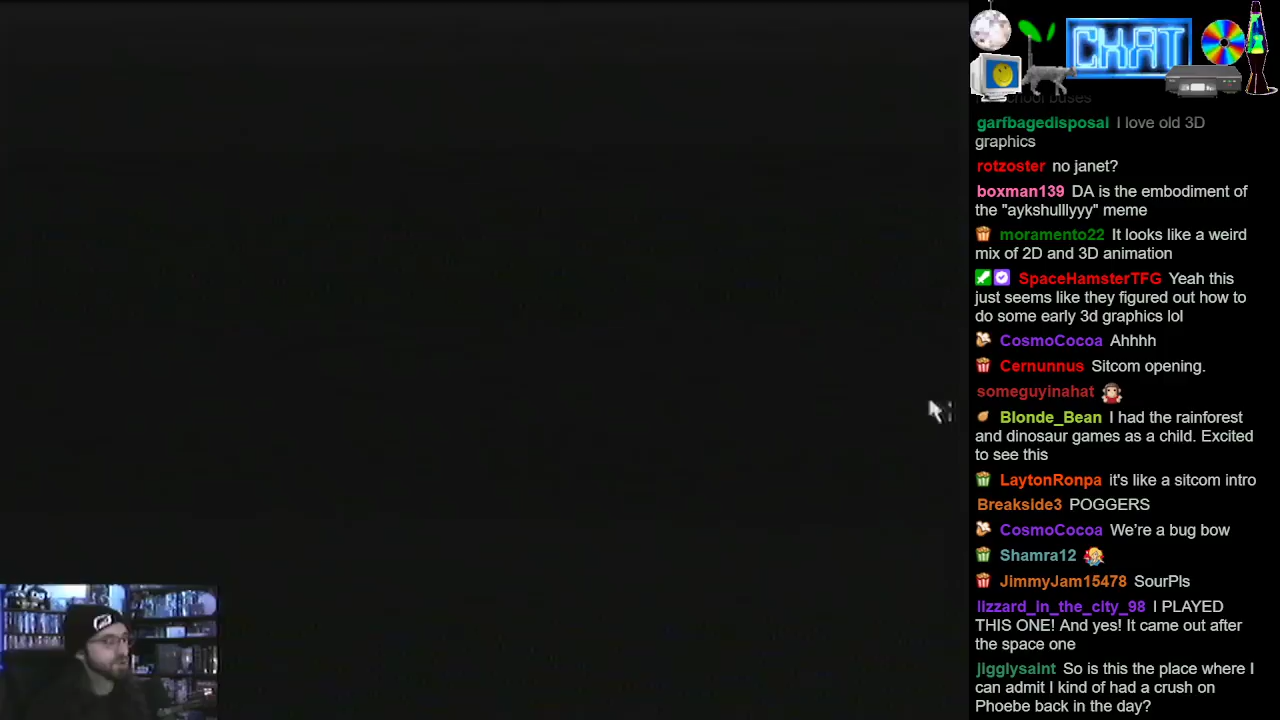 CHAT
school buses
garfbagedisposal I love old 3D
graphics
rotzoster no janet?
boxman139 DA is the embodiment of
the "aykshulllyyy" meme
moramento22 It looks like a weird
mix of 2D and 3D animation
SpaceHamsterTFG Yeah this
just seems like they figured out how to
do some early 3d graphics lol
CosmoCocoa Ahhhh
Cernunnus Sitcom opening.
someguyinahat
Blonde_Bean I had the rainforest
and dinosaur games as a child. Excited
to see this
LaytonRonpa it's like a sitcom intro
Breakside3 POGGERS
CosmoCocoa We’re a bug bow
Shamra12
JimmyJam15478 SourPls
lizzard_in_the_city_98 I PLAYED
THIS ONE! And yes! It came out after
the space one
jigglysaint So is this the place where I
can admit I kind of had a crush on
Phoebe back in the day?